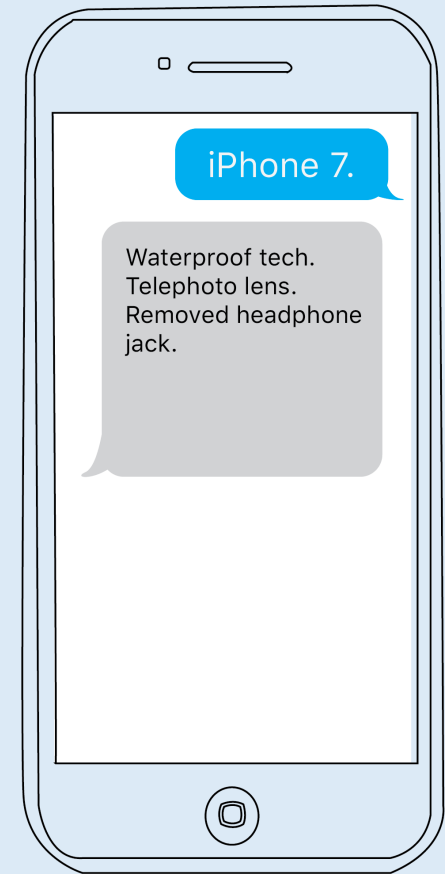 iPhone 7.
Waterproof tech.
Telephoto lens.
Removed headphone
jack.